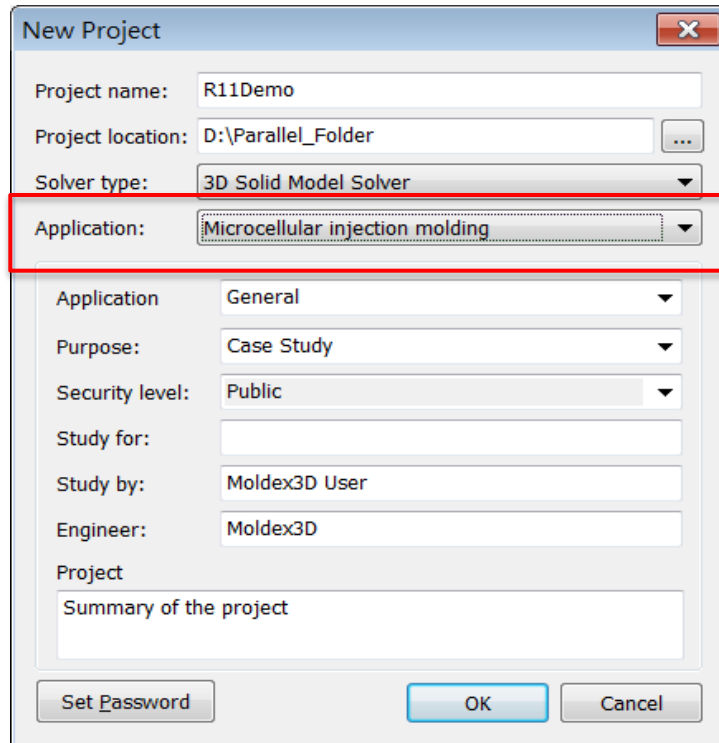 New Project
Project name: R11Demo
Project location: D:\Parallel_Folder ...
Solver type: 3D Solid Model Solver
Application: Microcellular injection molding
Application General
Purpose: Case Study
Security level: Public
Study for:
Study by: Moldex3D User
Engineer: Moldex3D
Project
Summary of the project
Set Password OK Cancel